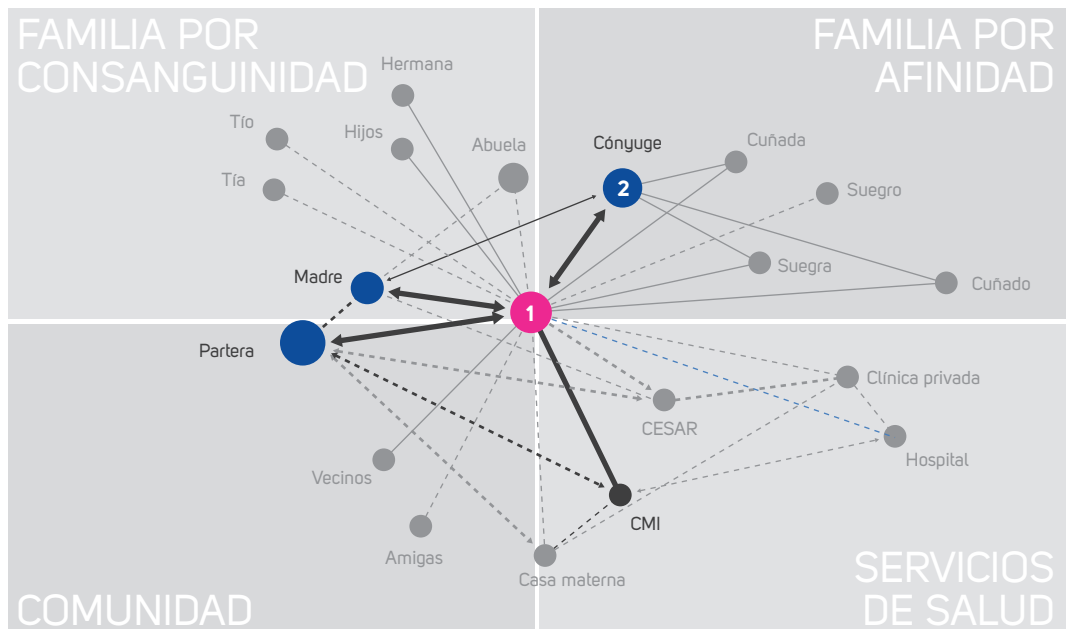 FAMILIA POR
CONSANGUINIDAD
FAMILIA POR
AFINIDAD
Hermana
Tío
Hijos
Abuela
Cónyuge
Cuñada
Tía
2
Suegro
Madre
Suegra
Cuñado
1
Partera
Clínica privada
CESAR
Hospital
Vecinos
CMI
Amigas
Casa materna
COMUNIDAD
SERVICIOS
DE SALUD